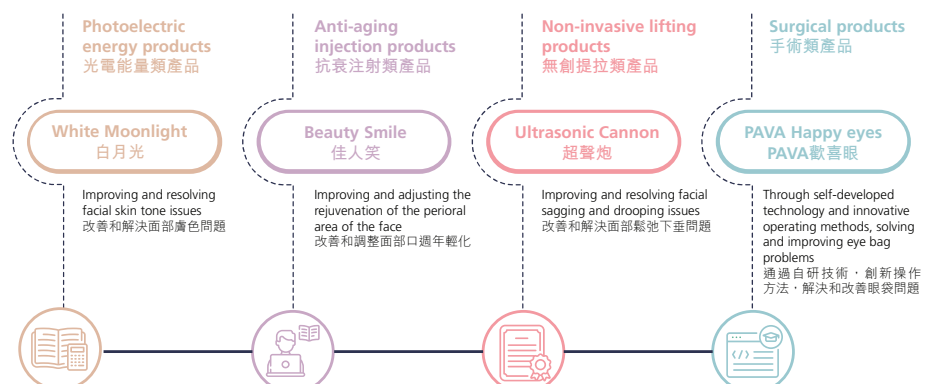 Photoelectric
energy products
光電能量類產品
White Moonlight
白月光
Improving and resolving
facial skin tone issues
改善和解決面部膚色問題
Anti-aging
injection products
抗衰注射類產品
Beauty Smile
佳人笑
Improving and adjusting the
rejuvenation of the perioral
area of the face
改善和調整面部口週年輕化
Non-invasive lifting
products
無創提拉類產品
Ultrasonic Cannon
超聲炮
Improving and resolving facial
sagging and drooping issues
改善和解決面部鬆弛下垂問題
Surgical products
手術類產品
PAVA Happy eyes
PAVA歡喜眼
Through self-developed
technology and innovative
operating methods, solving
and improving eye bag
problems
通過自研技術，創新操作
方法，解決和改善眼袋問題